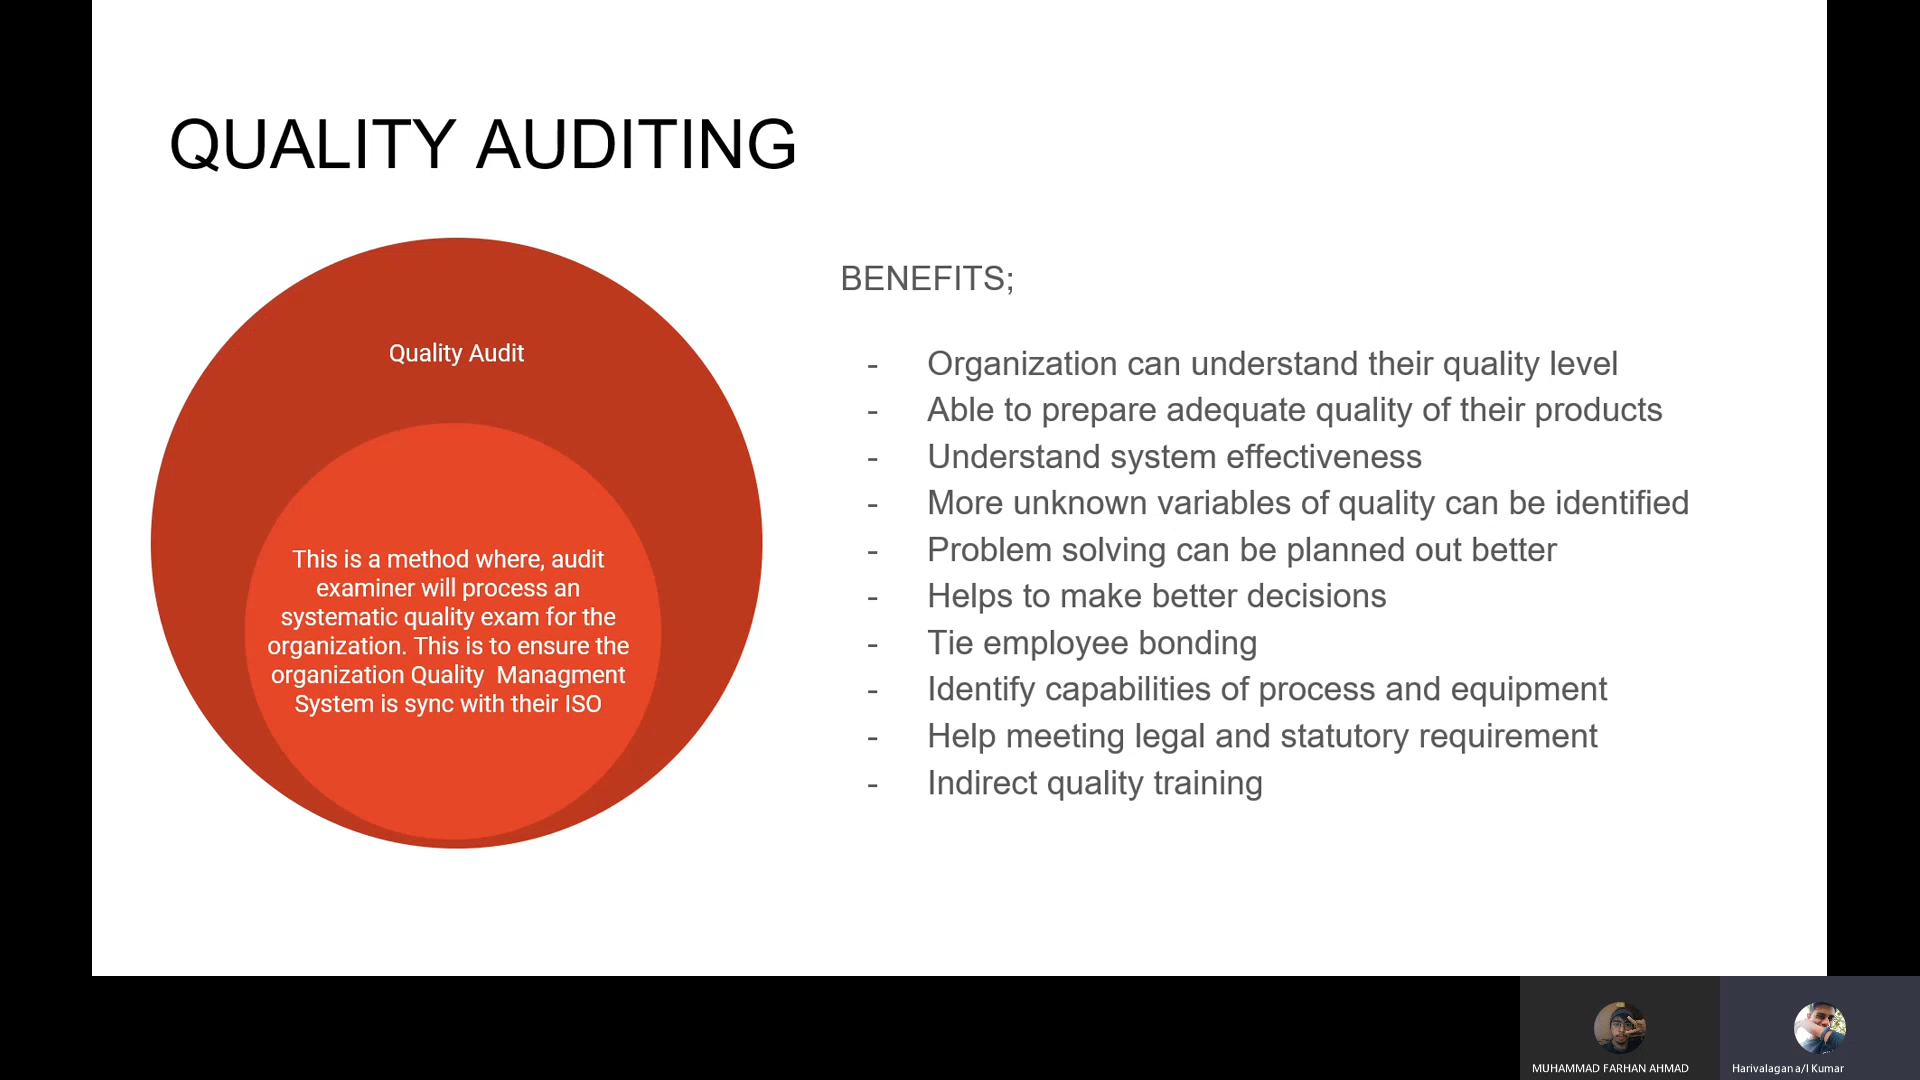 QUALITY AUDITING
Quality Audit
This is a method where, audit
examiner will process an
systematic quality exam for the
organization. This is to ensure the
organization Quality  Managment
System is sync with their ISO
BENEFITS;
- Organization can understand their quality level
- Able to prepare adequate quality of their products
- Understand system effectiveness
- More unknown variables of quality can be identified
- Problem solving can be planned out better
- Helps to make better decisions
- Tie employee bonding
- Identify capabilities of process and equipment
- Help meeting legal and statutory requirement
- Indirect quality training
MUHAMMAD FARHAN AHMAD
Harivalagan a/l Kumar